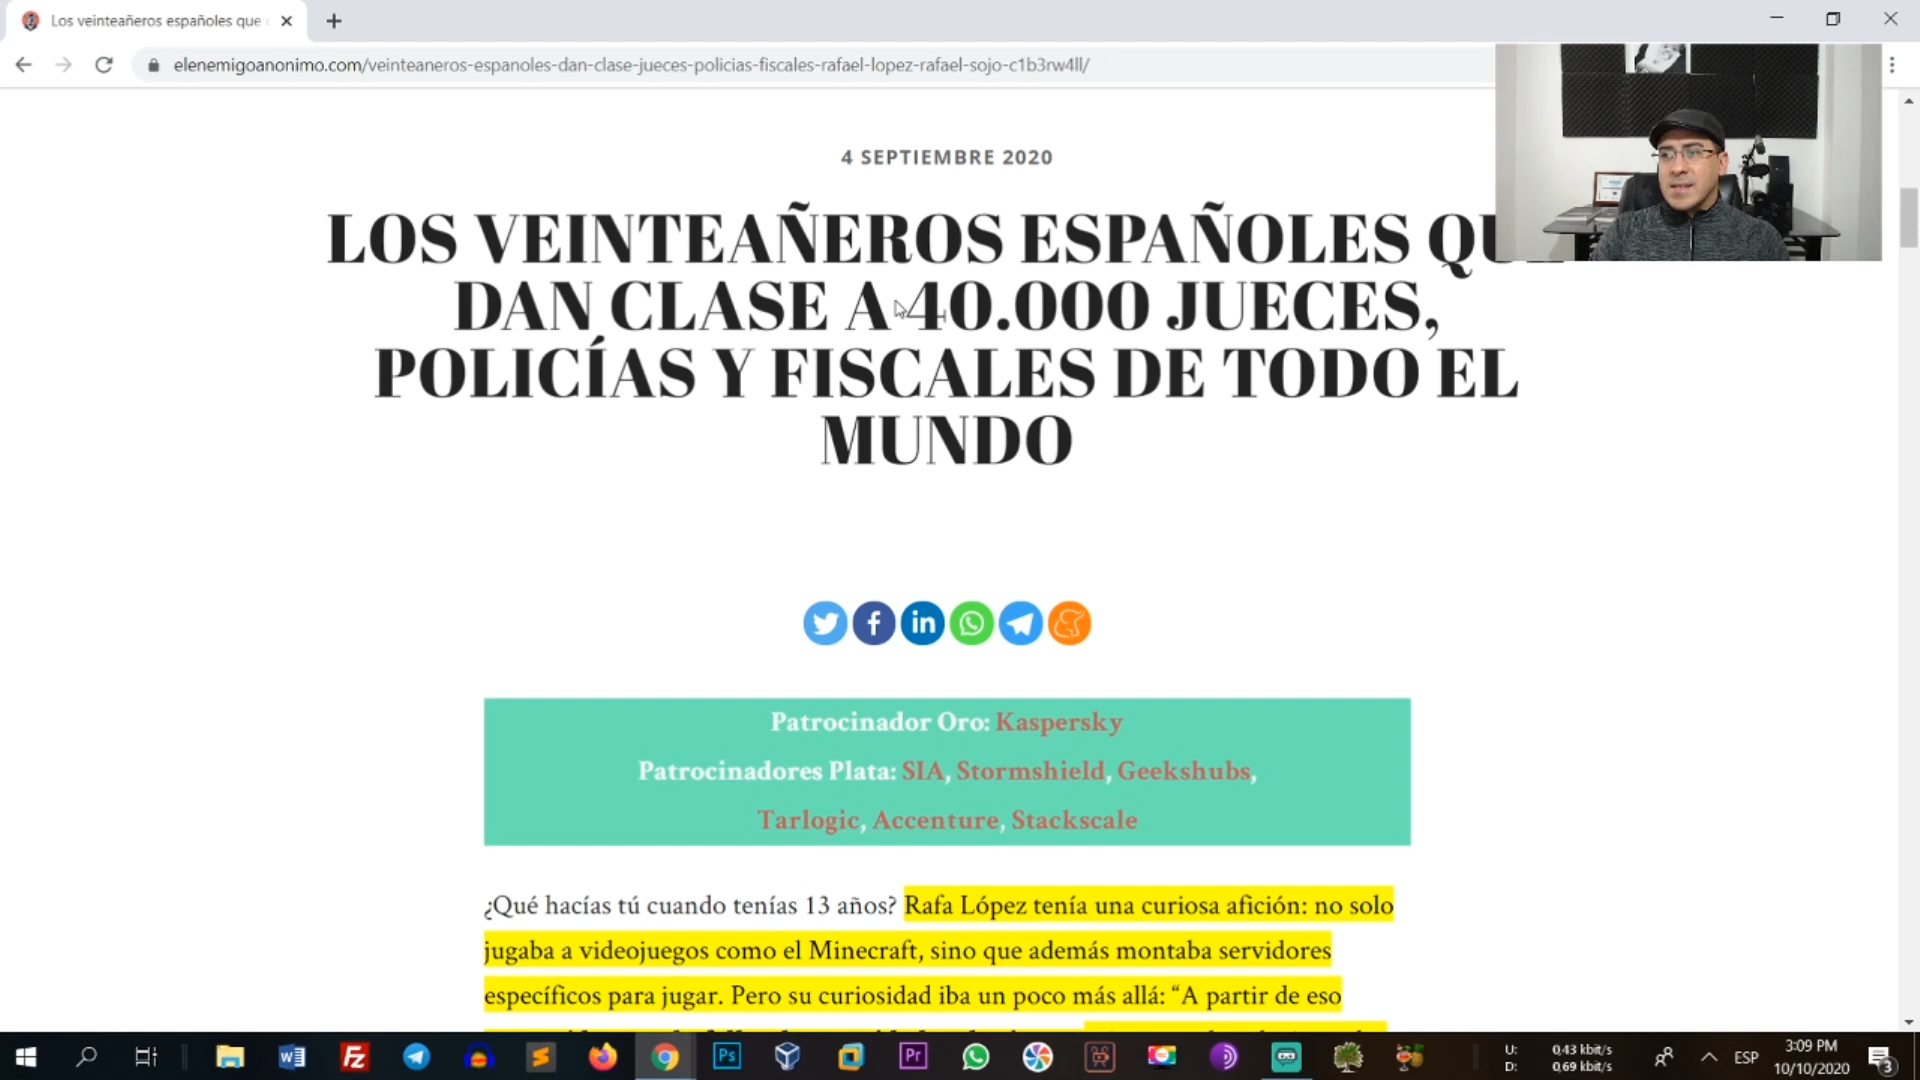 Los veinteañeros españoles que
elenemigoanonimo.com/veinteaneros-espanoles-dan-clase-jueces-policias-fiscales-rafael-lopez-rafael-sojo-c1b3rw4ll/
4 SEPTIEMBRE 2020
LOS VEINTEAÑEROS ESPAÑOLES QU
DAN CLASE A 40.000 JUECES,
POLICÍAS Y FISCALES DE TODO EL
MUNDO
Patrocinador Oro: Kaspersky
Patrocinadores Plata: SIA, Stormshield, Geekshubs,
Tarlogic, Accenture, Stackscale
¿Qué hacías tú cuando tenías 13 años? Rafa López tenía una curiosa afición: no solo
jugaba a videojuegos como el Minecraft, sino que además montaba servidores
específicos para jugar. Pero su curiosidad iba un poco más allá: “A partir de eso
U: 0,43 kbit/s
D: 0,69 kbit/s
ESP
3:09 PM
10/10/2020
3